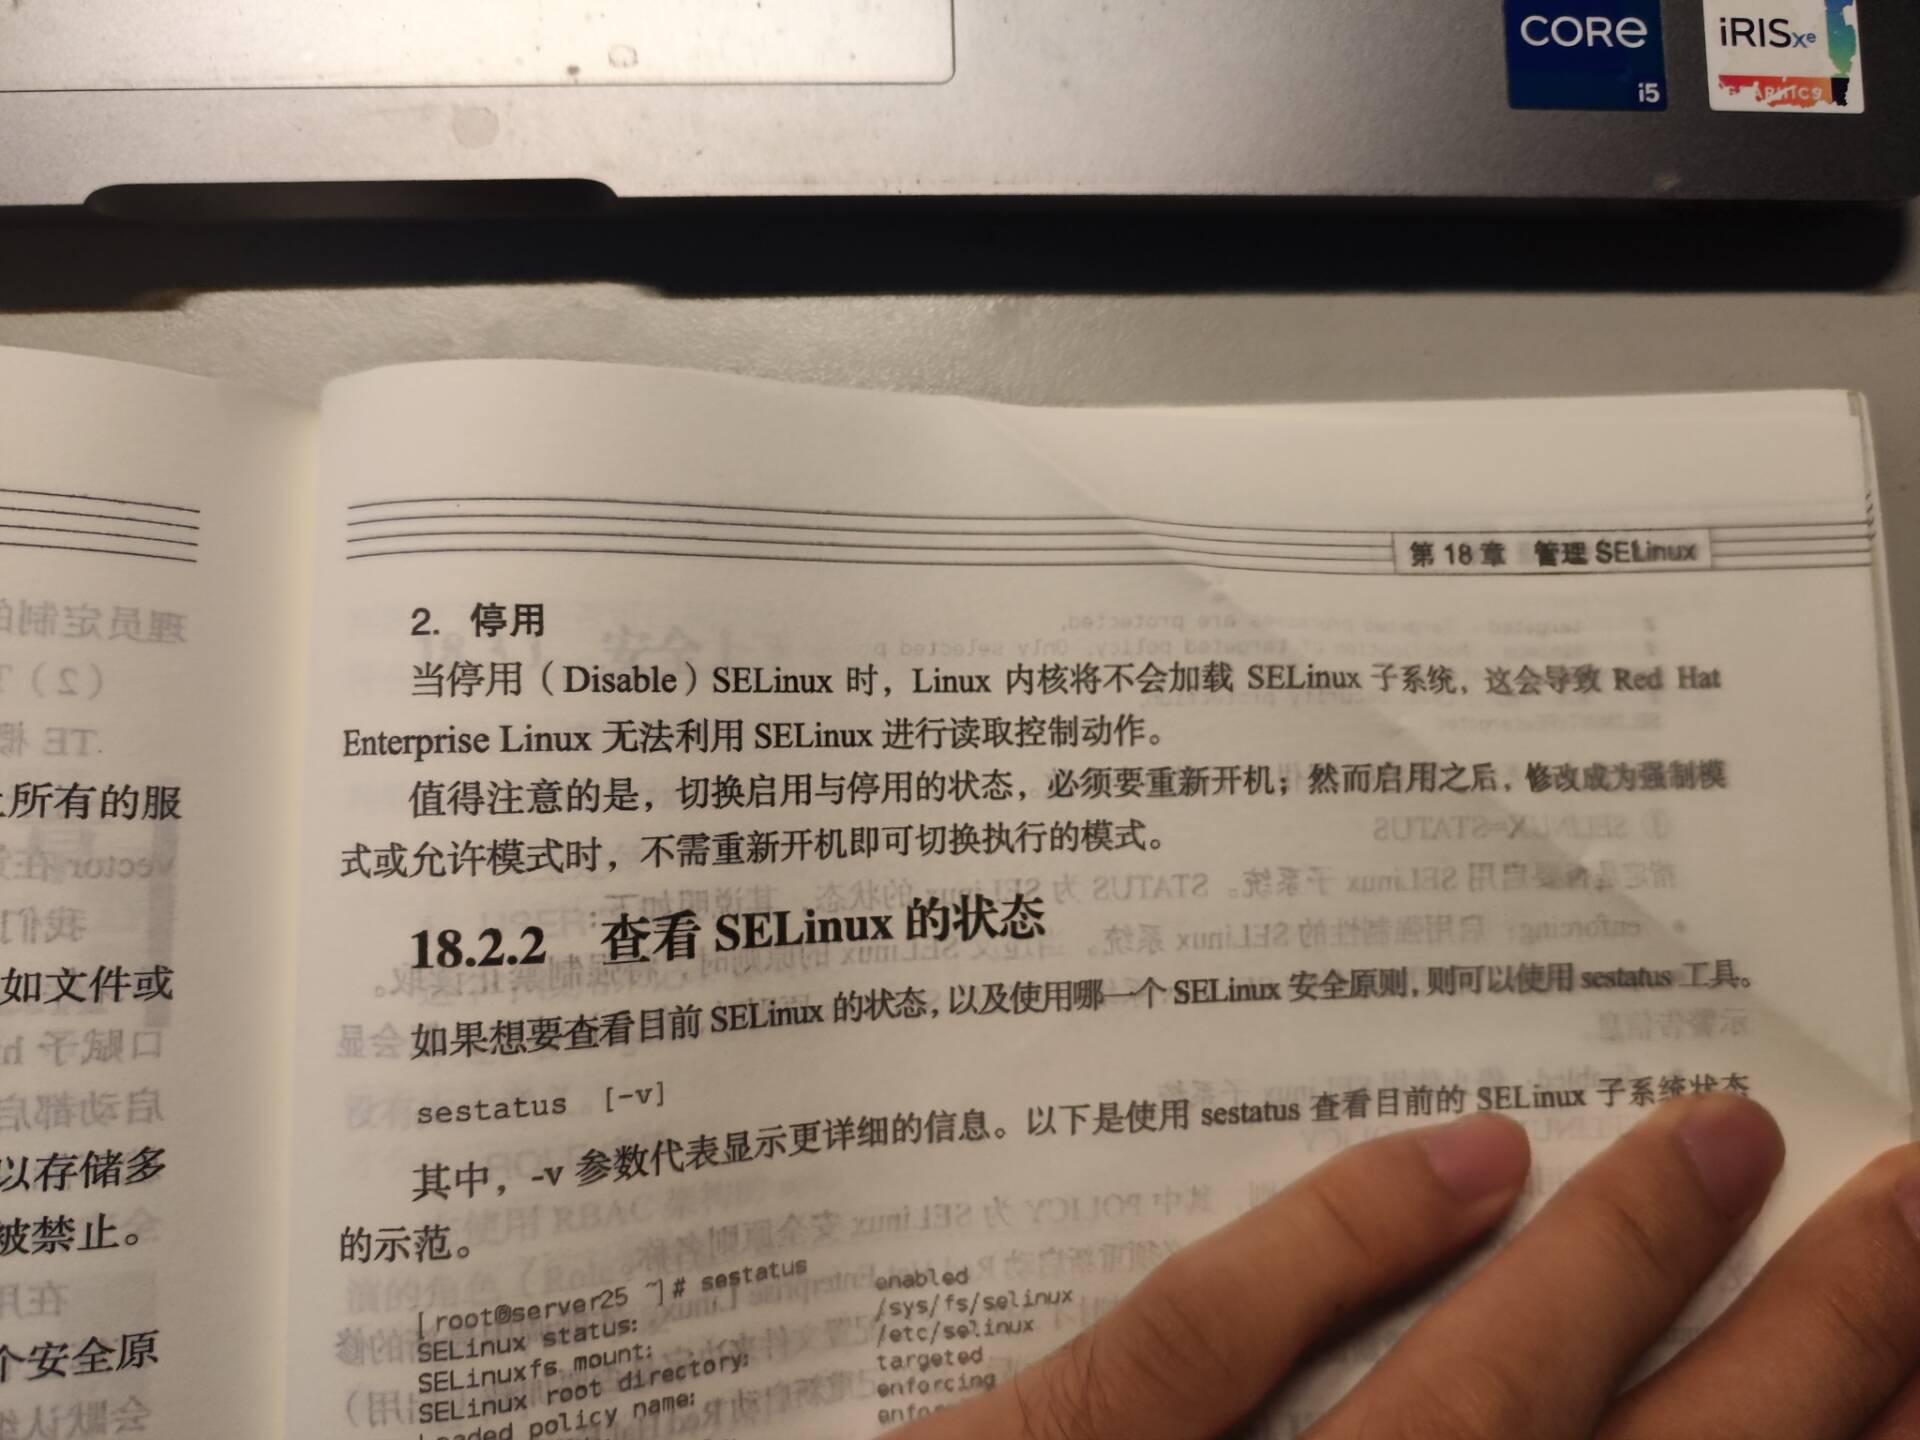 CORE
i5
iRISxe
GRAPHICS
上所有的服
如文件或
以存储多
被禁止。
个安全原
第 18 章 管理 SELinux
2. 停用
当停用（Disable）SELinux 时，Linux 内核将不会加载 SELinux 子系统，这会导致 Red Hat
Enterprise Linux 无法利用 SELinux 进行读取控制动作。
值得注意的是，切换启用与停用的状态，必须要重新开机；然而启用之后，修改成为强制模
式或允许模式时，不需重新开机即可切换执行的模式。
18.2.2 查看 SELinux 的状态
如果想要查看目前 SELinux 的状态，以及使用哪一个 SELinux 安全原则，则可以使用 sestatus 工具。
sestatus [-v]
其中，-v 参数代表显示更详细的信息。以下是使用 sestatus 查看目前的 SELinux 子系统状态
的示范。
[root@server25 ~]# sestatus
SELinux status: enabled
SELinuxfs mount: /sys/fs/selinux
SELinux root directory: /etc/selinux
Loaded policy name: targeted
enforcing